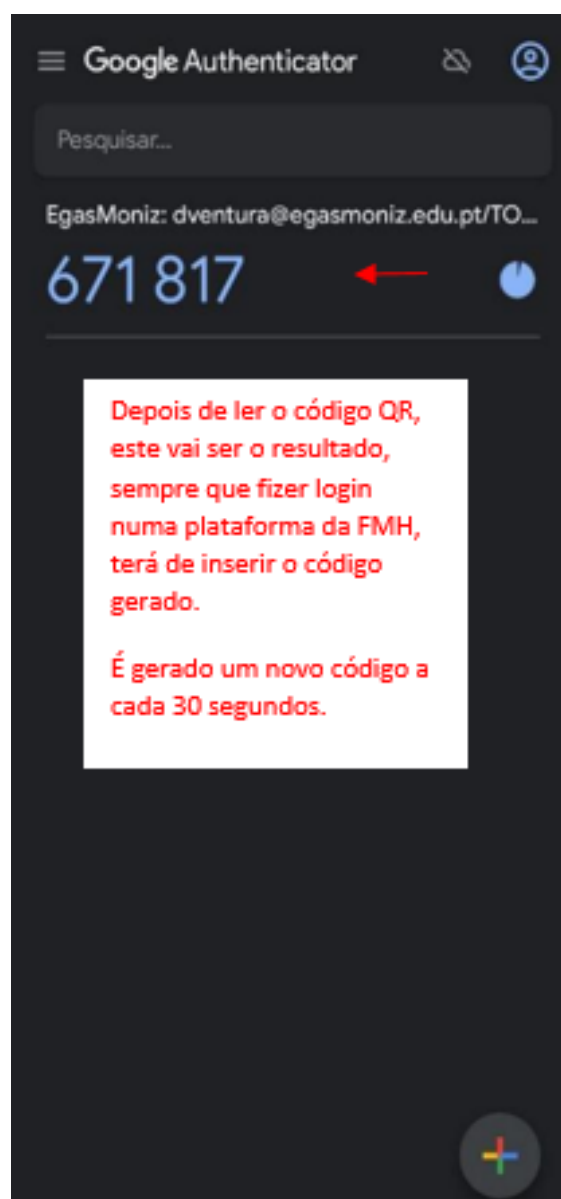 Google Authenticator
Pesquisar...
EgasMoniz: dventura@egasmoniz.edu.pt/TO...
671 817
Depois de ler o código QR,
este vai ser o resultado,
sempre que fizer login
numa plataforma da FMH,
terá de inserir o código
gerado.
É gerado um novo código a
cada 30 segundos.